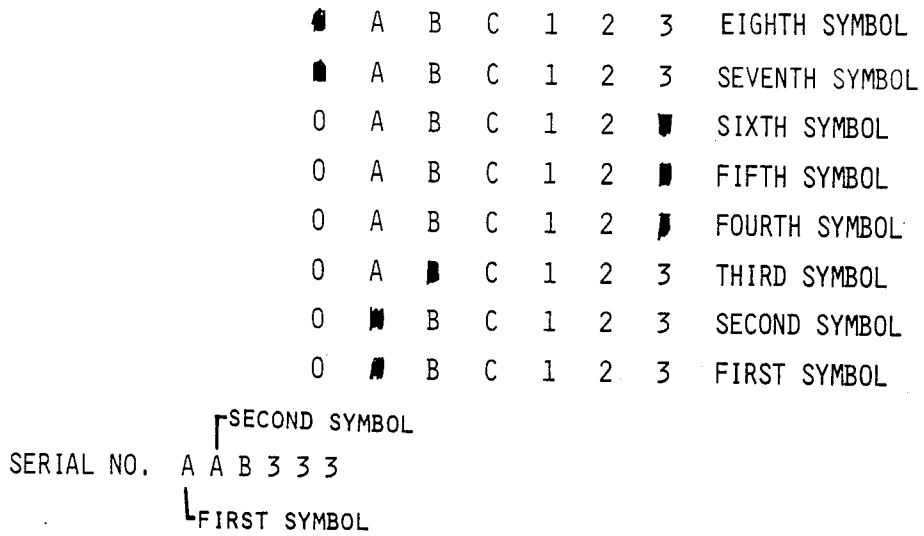 A B C 1 2 3 EIGHTH SYMBOL
A B C 1 2 3 SEVENTH SYMBOL
0 A B C 1 2 SIXTH SYMBOL
0 A B C 1 2 FIFTH SYMBOL
0 A B C 1 2 FOURTH SYMBOL
0 A C 1 2 3 THIRD SYMBOL
0 B C 1 2 3 SECOND SYMBOL
0 B C 1 2 3 FIRST SYMBOL
SECOND SYMBOL
SERIAL NO. A A B 3 3 3
FIRST SYMBOL